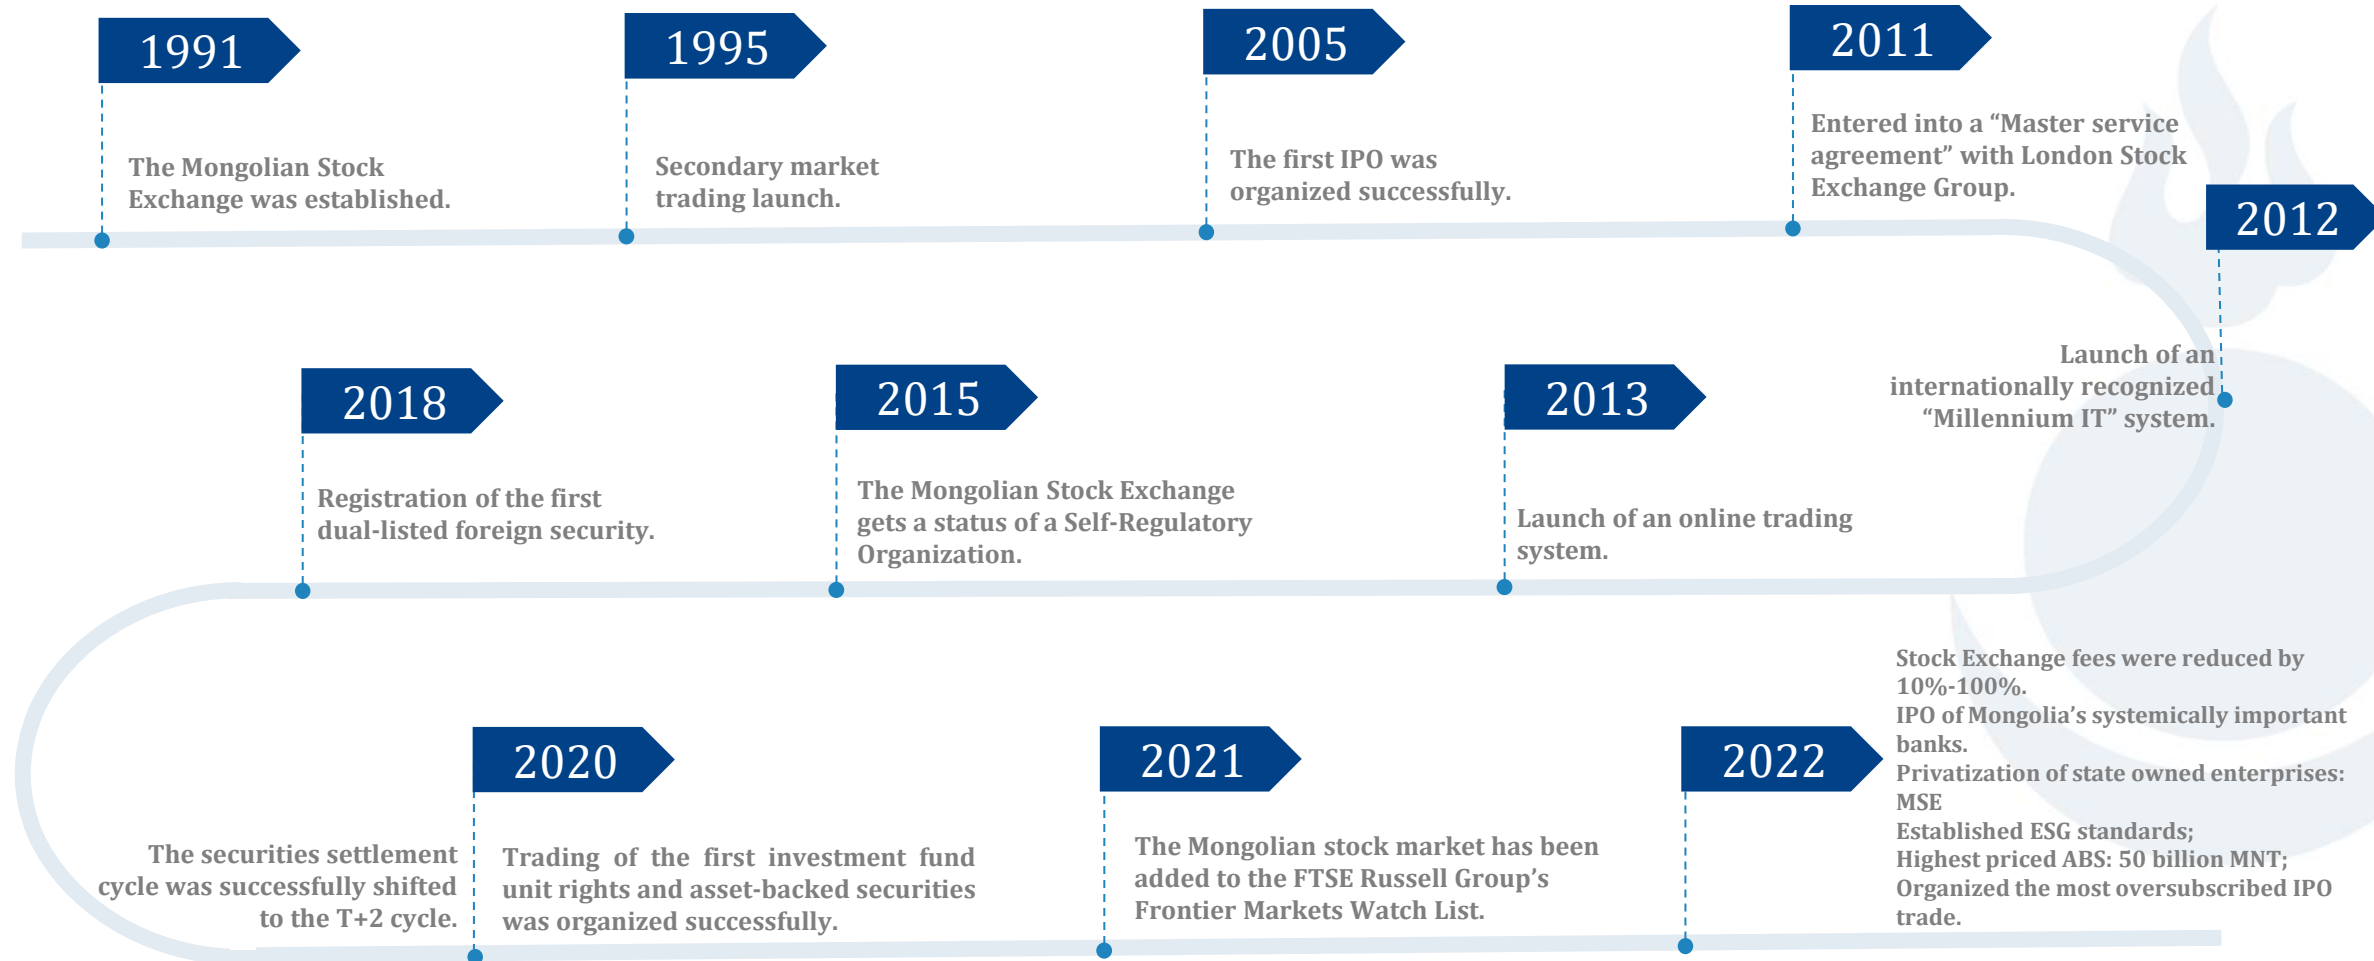 1991
The Mongolian Stock
Exchange was established.
1995
Secondary market
trading launch.
2005
The first IPO was
organized successfully.
2011
Entered into a “Master service
agreement” with London Stock
Exchange Group.
2012
Launch of an
internationally recognized
“Millennium IT” system.
2013
Launch of an online trading
system.
2015
The Mongolian Stock Exchange
gets a status of a Self-Regulatory
Organization.
2018
Registration of the first
dual-listed foreign security.
2020
The securities settlement
cycle was successfully shifted
to the T+2 cycle.
Trading of the first investment fund
unit rights and asset-backed securities
was organized successfully.
2021
The Mongolian stock market has been
added to the FTSE Russell Group’s
Frontier Markets Watch List.
2022
Stock Exchange fees were reduced by
10%-100%.
IPO of Mongolia’s systemically important
banks.
Privatization of state owned enterprises:
MSE
Established ESG standards;
Highest priced ABS: 50 billion MNT;
Organized the most oversubscribed IPO
trade.